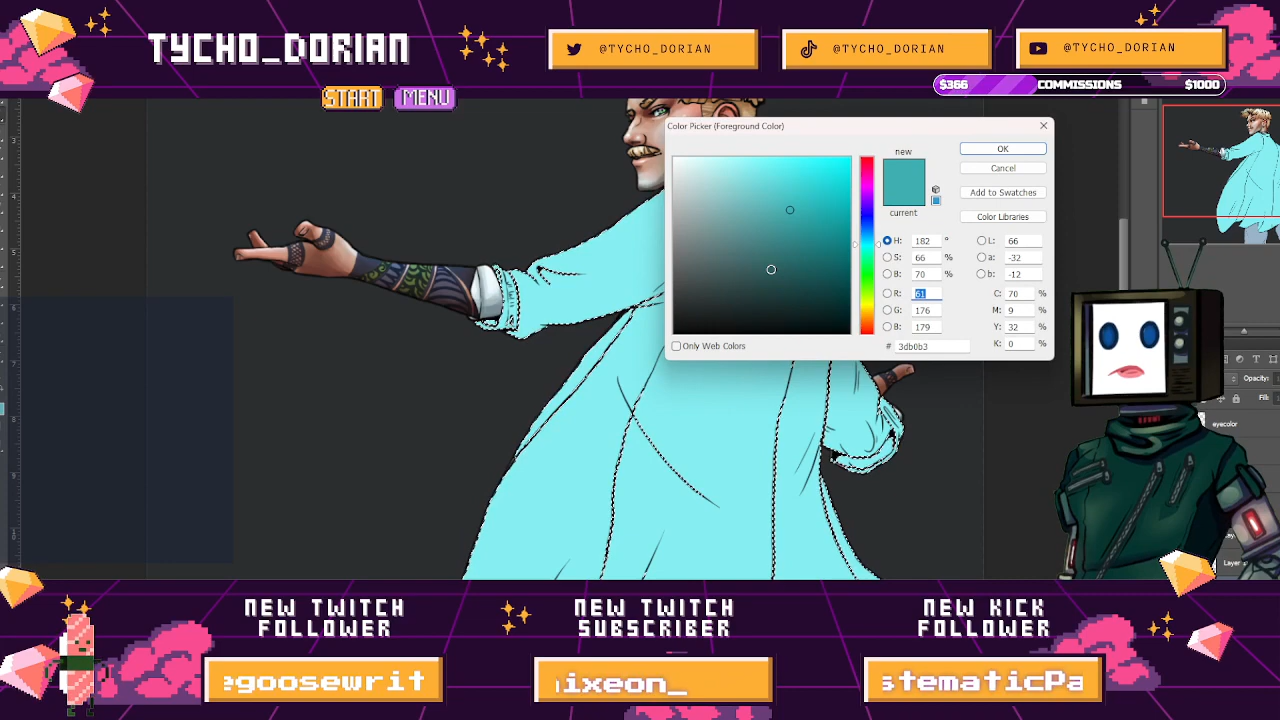 TYCHO_DORIAN
@TYCHO_DORIAN
@TYCHO_DORIAN
@TYCHO_DORIAN
$366 COMMISSIONS $1000
START MENU
Color Picker (Foreground Color)
new
current
OK
Cancel
Add to Swatches
Color Libraries
H: 182 °
S: 66 %
B: 70 %
R: 61
G: 176
B: 179
L: 66
a: -32
b: -12
C: 70 %
M: 9 %
Y: 32 %
K: 0 %
# 3db0b3
Only Web Colors
Opacity:
Fill:
eyecolor
Layer
NEW TWITCH
FOLLOWER
egoosewrit
NEW TWITCH
SUBSCRIBER
ixeon_
NEW KICK
FOLLOWER
stematicPa